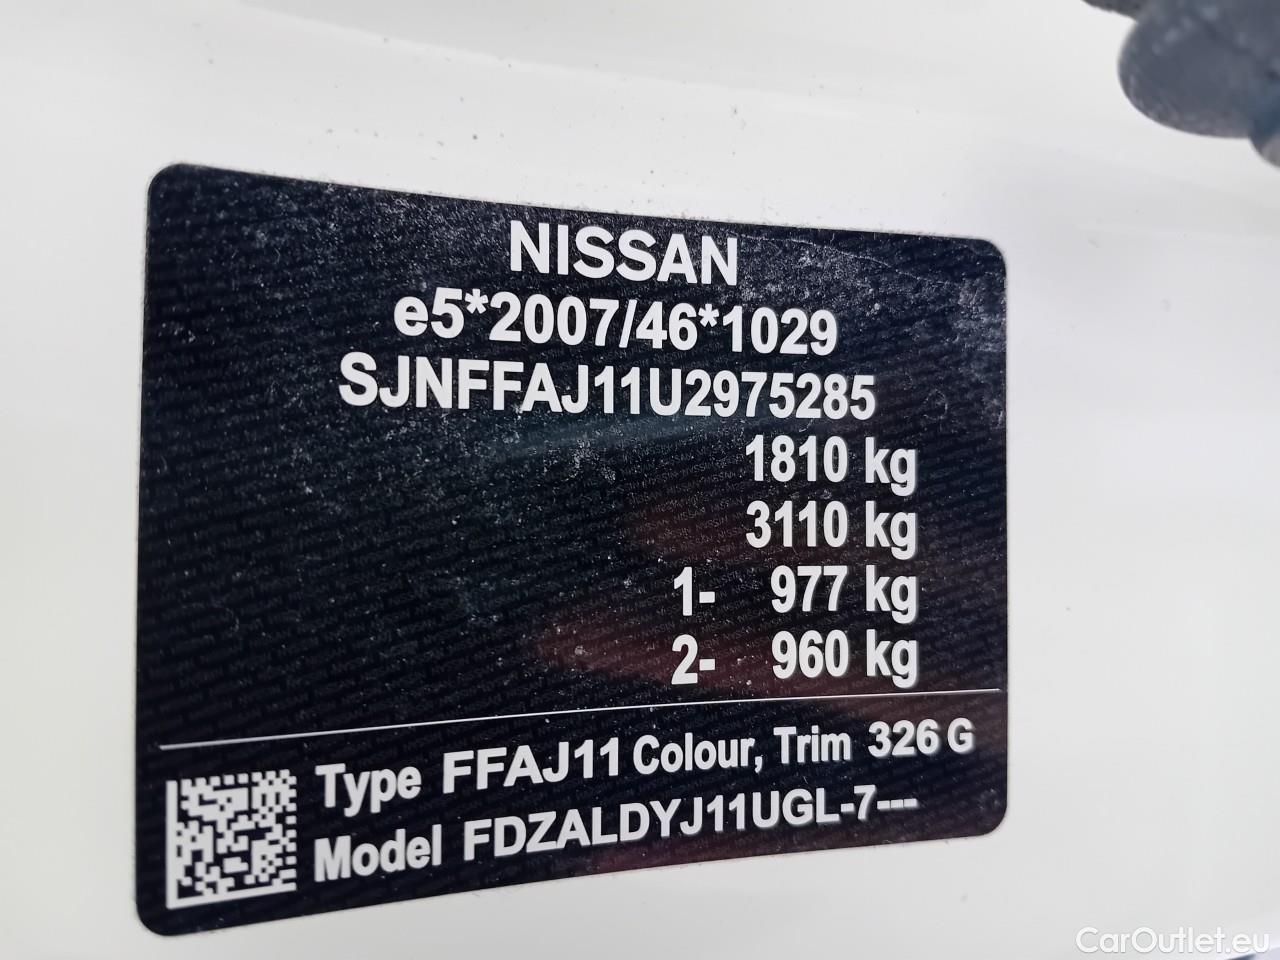 NISSAN
e5*2007/46*1029
SJNFFAJ11U2975285
1810 kg
3110 kg
1- 977 kg
2- 960 kg
Type FFAJ11 Colour, Trim 326 G
Model FDZALDYJ11UGL-7---
CarOutlet.eu